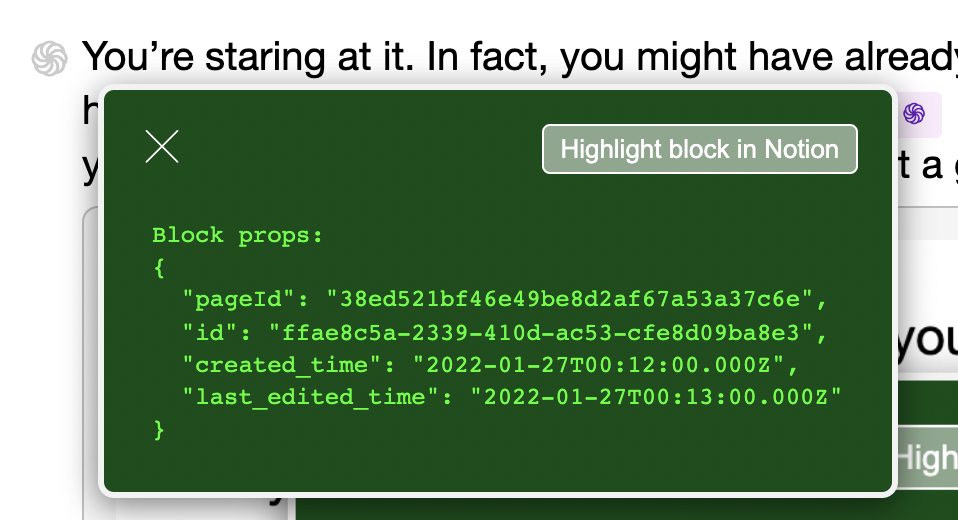 You’re staring at it. In fact, you might have already
h
y
t a
Highlight block in Notion
Block props:
{
"pageId": "38ed521bf46e49be8d2af67a53a37c6e",
"id": "ffae8c5a-2339-410d-ac53-cfe8d09ba8e3",
"created_time": "2022-01-27T00:12:00.000Z",
"last_edited_time": "2022-01-27T00:13:00.000Z"
}
you
High